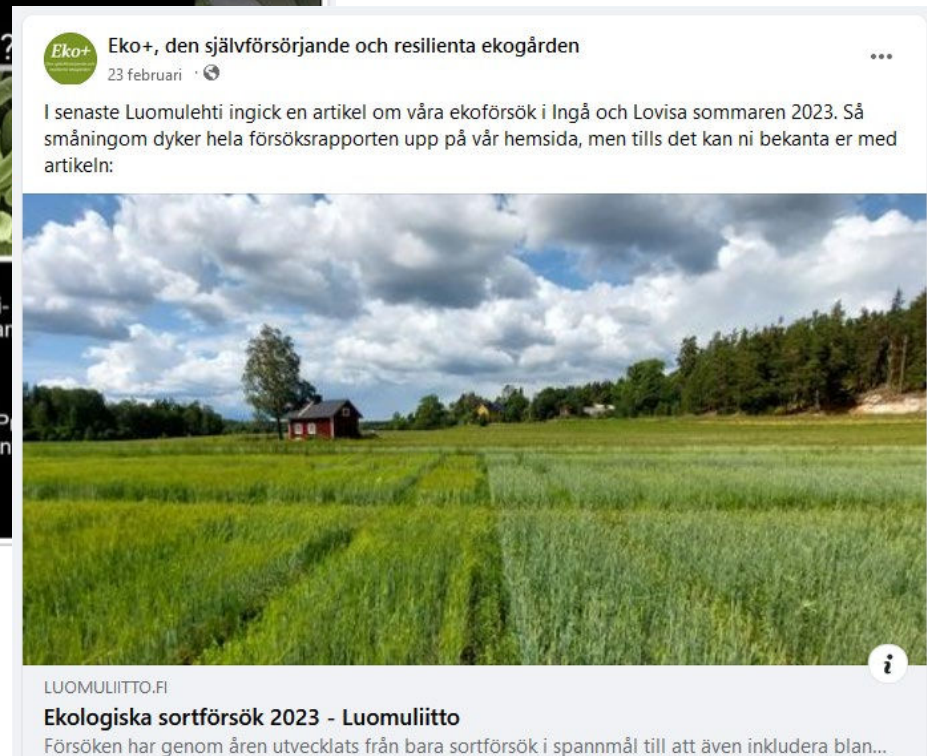 Eko+
Eko+, den självförsörjande och resilienta ekogården
23 februari ·
I senaste Luomulehti ingick en artikel om våra ekoförsök i Ingå och Lovisa sommaren 2023. Så
småningom dyker hela försöksrapporten upp på vår hemsida, men tills det kan ni bekanta er med
artikeln:
LUOMULIITTO.FI
Ekologiska sortförsök 2023 - Luomuliitto
Försöken har genom åren utvecklats från bara sortförsök i spannmål till att även inkludera blan...